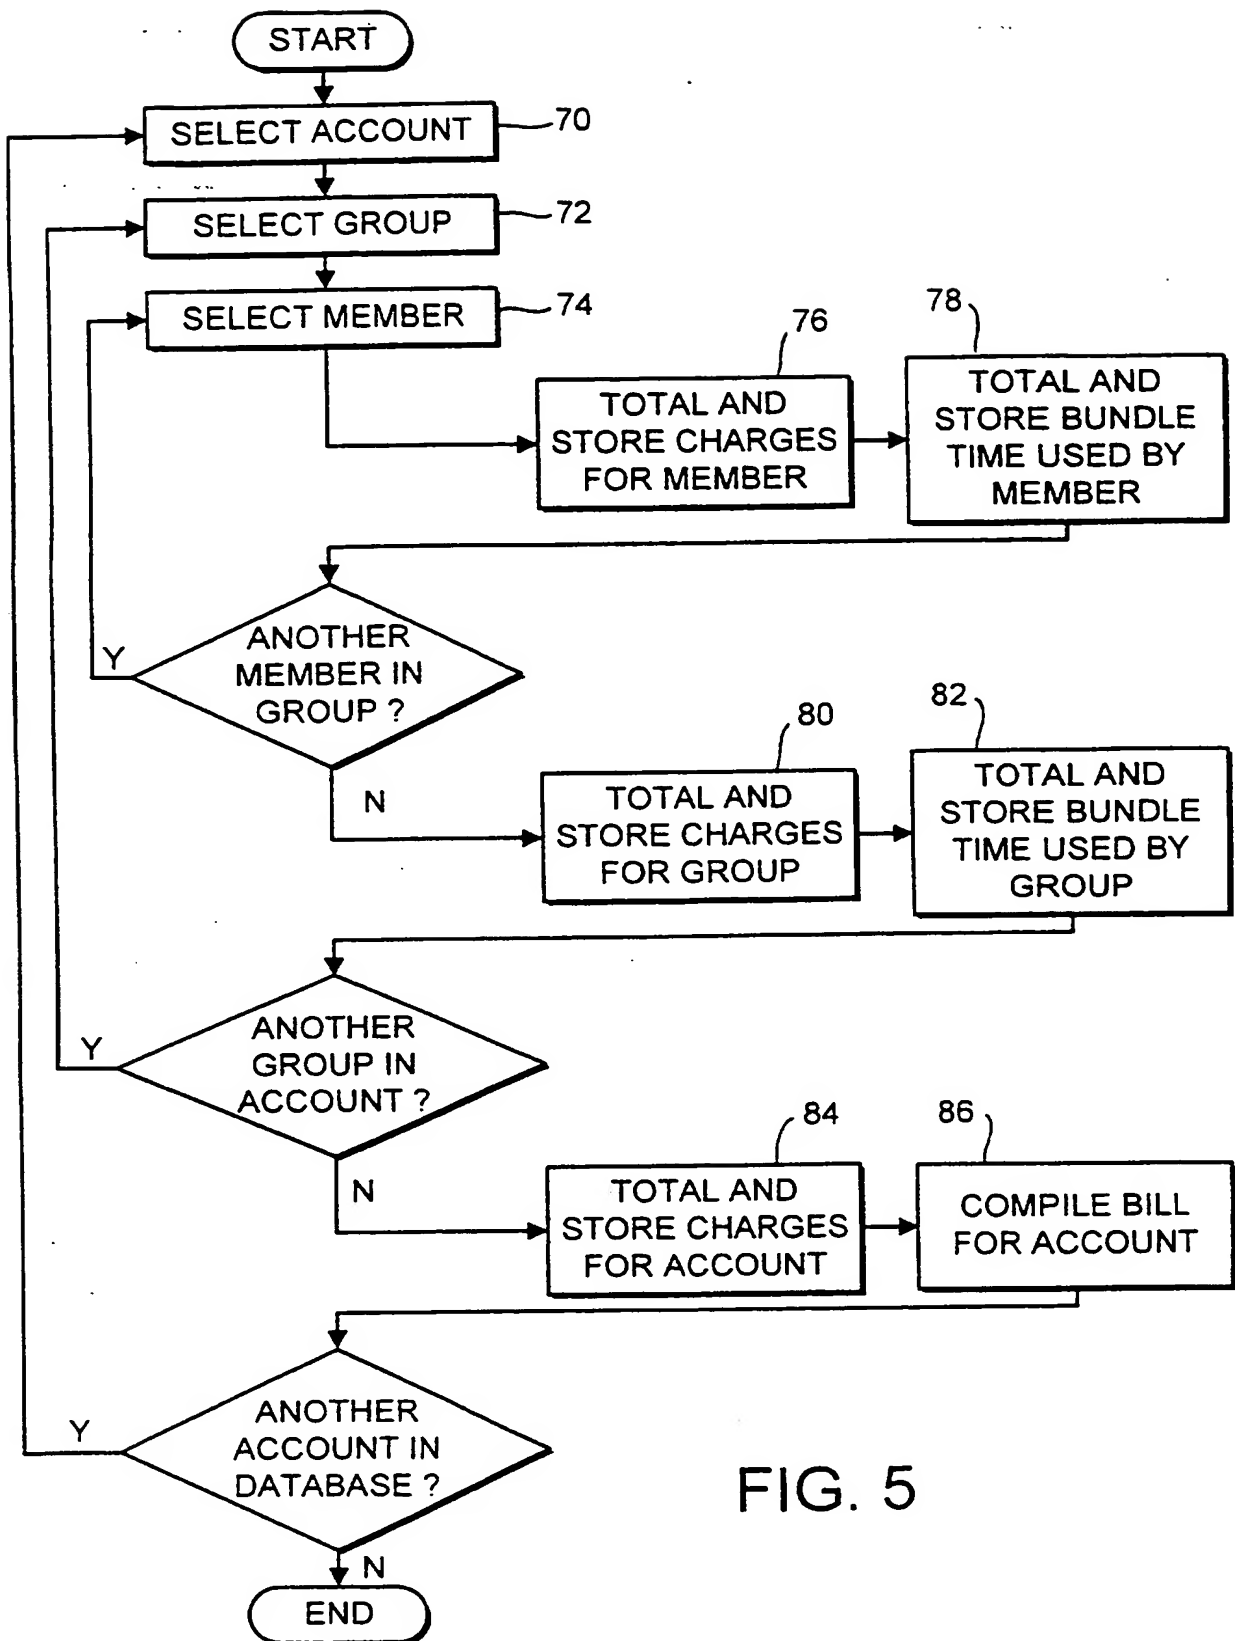 START
SELECT ACCOUNT
70
SELECT GROUP
72
SELECT MEMBER
74
76
TOTAL AND
STORE CHARGES
FOR MEMBER
78
TOTAL AND
STORE BUNDLE
TIME USED BY
MEMBER
ANOTHER
MEMBER IN
GROUP ?
Y
N
80
TOTAL AND
STORE CHARGES
FOR GROUP
82
TOTAL AND
STORE BUNDLE
TIME USED BY
GROUP
ANOTHER
GROUP IN
ACCOUNT ?
Y
N
84
TOTAL AND
STORE CHARGES
FOR ACCOUNT
86
COMPILE BILL
FOR ACCOUNT
ANOTHER
ACCOUNT IN
DATABASE ?
Y
N
END
FIG. 5